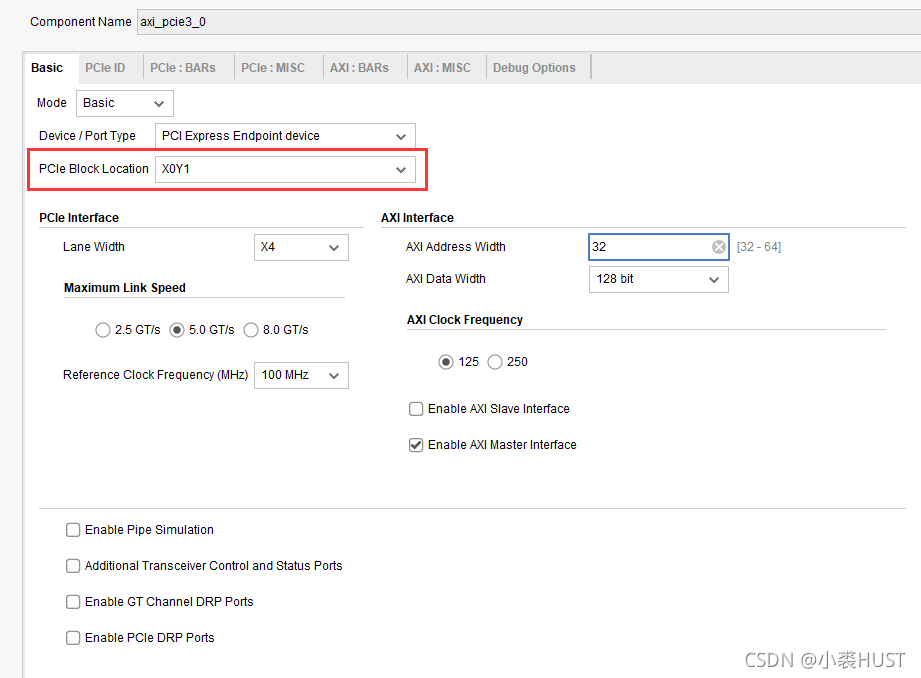 Component Name axi_pcie3_0
Basic PCIe ID PCIe : BARs PCIe : MISC AXI : BARs AXI : MISC Debug Options
Mode Basic
Device / Port Type PCI Express Endpoint device
PCIe Block Location X0Y1
PCIe Interface
Lane Width X4
Maximum Link Speed
2.5 GT/s 5.0 GT/s 8.0 GT/s
Reference Clock Frequency (MHz) 100 MHz
AXI Interface
AXI Address Width 32 [32 - 64]
AXI Data Width 128 bit
AXI Clock Frequency
125 250
Enable AXI Slave Interface
Enable AXI Master Interface
Enable Pipe Simulation
Additional Transceiver Control and Status Ports
Enable GT Channel DRP Ports
Enable PCIe DRP Ports
CSDN @小裘HUST